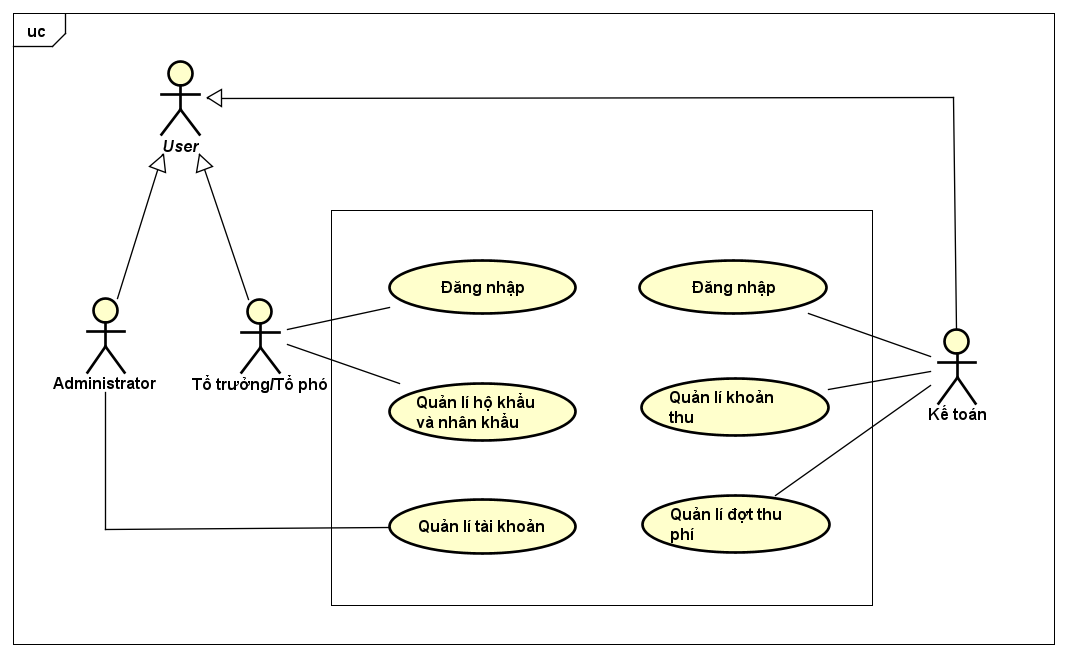 uc
User
Đăng nhập
Đăng nhập
Administrator
Tổ trưởng/Tổ phó
Quản lí hộ khẩu
và nhân khẩu
Quản lí khoản
thu
Kế toán
Quản lí tài khoản
Quản lí đợt thu
phí